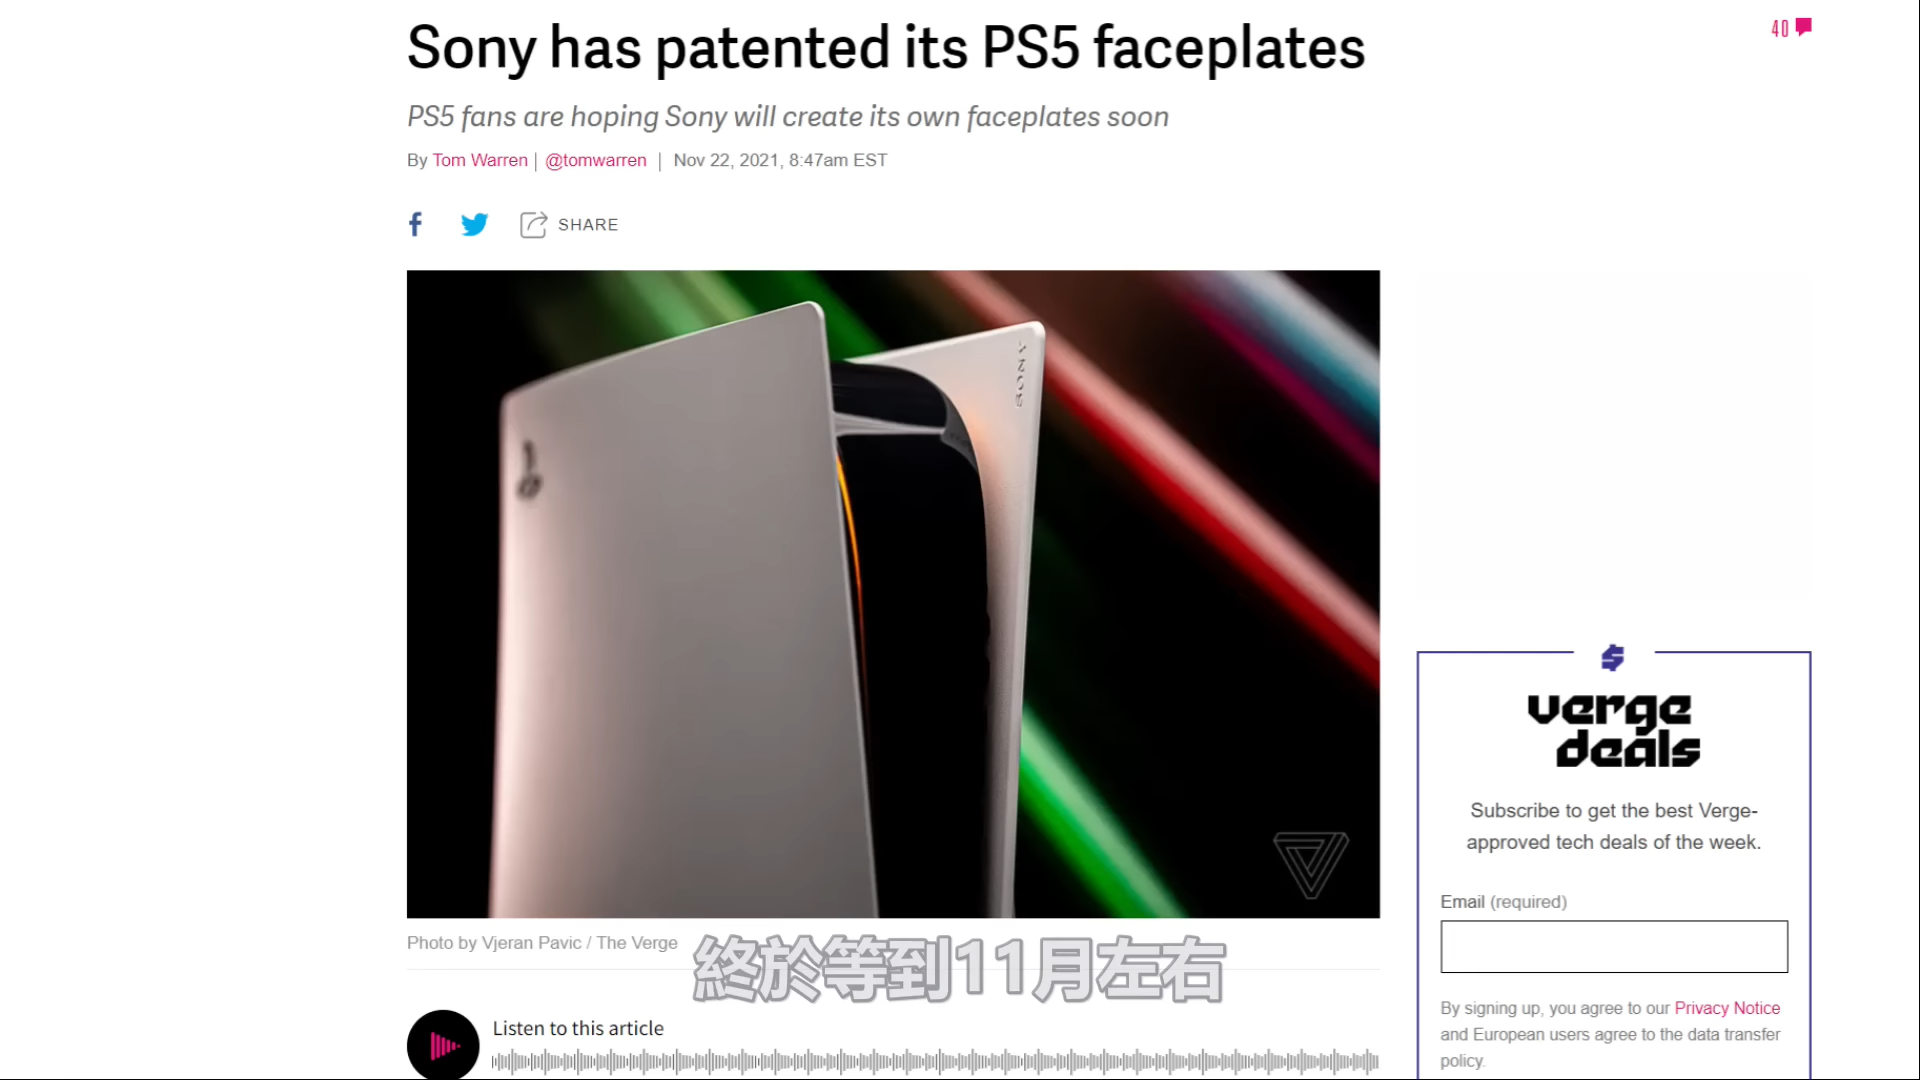 Sony has patented its PS5 faceplates
40
PS5 fans are hoping Sony will create its own faceplates soon
By Tom Warren | @tomwarren | Nov 22, 2021, 8:47am EST
SHARE
SONY
verge
deals
Subscribe to get the best Verge-
approved tech deals of the week.
Email (required)
Photo by Vjeran Pavic / The Verge
終於等到11月左右
By signing up, you agree to our Privacy Notice
and European users agree to the data transfer
policy.
Listen to this article